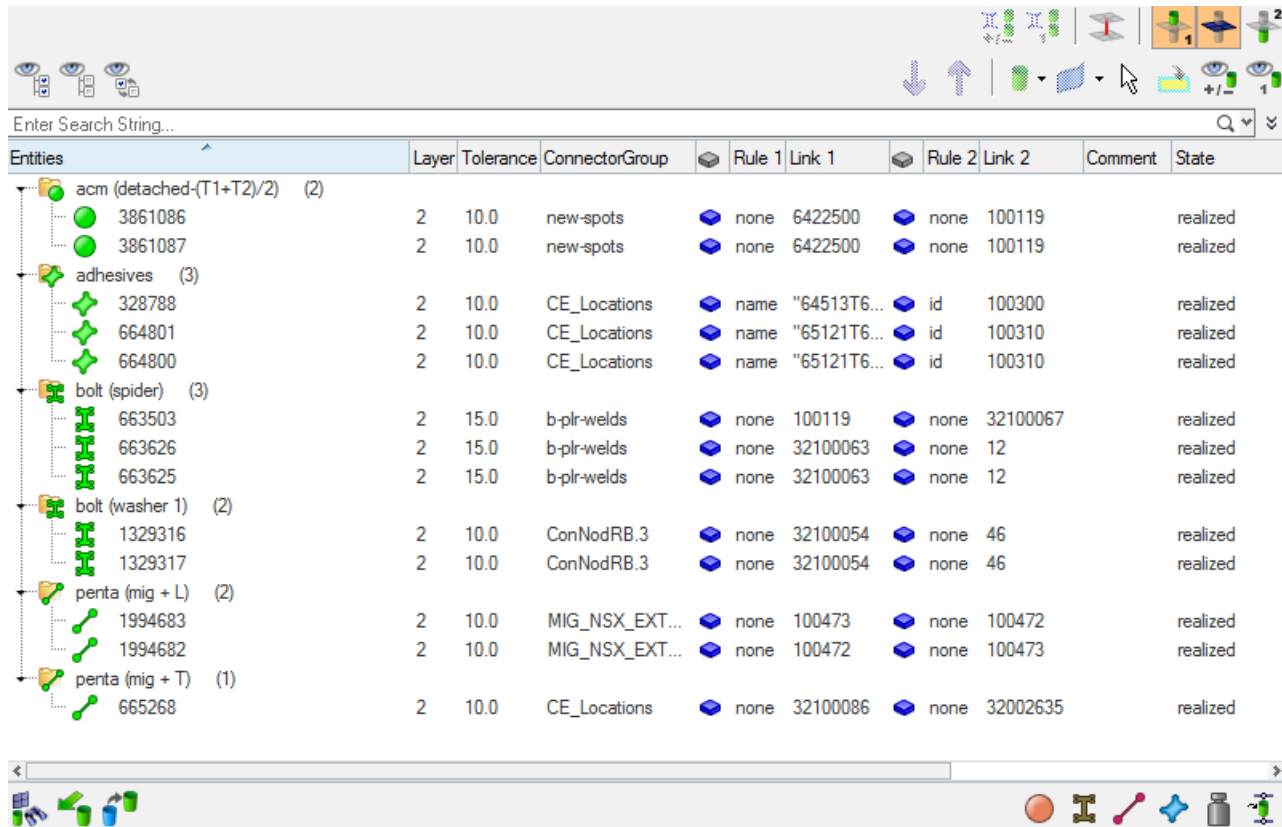 2
+/-
1
1
+/-
1
Enter Search String...
Entities Layer Tolerance ConnectorGroup Rule 1 Link 1 Rule 2 Link 2 Comment State
acm (detached-(T1+T2)/2) (2)
3861086 2 10.0 new-spots none 6422500 none 100119 realized
3861087 2 10.0 new-spots none 6422500 none 100119 realized
adhesives (3)
328788 2 10.0 CE_Locations name "64513T6... id 100300 realized
664801 2 10.0 CE_Locations name "65121T6... id 100310 realized
664800 2 10.0 CE_Locations name "65121T6... id 100310 realized
bolt (spider) (3)
663503 2 15.0 b-plr-welds none 100119 none 32100067 realized
663626 2 15.0 b-plr-welds none 32100063 none 12 realized
663625 2 15.0 b-plr-welds none 32100063 none 12 realized
bolt (washer 1) (2)
1329316 2 10.0 ConNodRB.3 none 32100054 none 46 realized
1329317 2 10.0 ConNodRB.3 none 32100054 none 46 realized
penta (mig + L) (2)
1994683 2 10.0 MIG_NSX_EXT... none 100473 none 100472 realized
1994682 2 10.0 MIG_NSX_EXT... none 100472 none 100473 realized
penta (mig + T) (1)
665268 2 10.0 CE_Locations none 32100086 none 32002635 realized